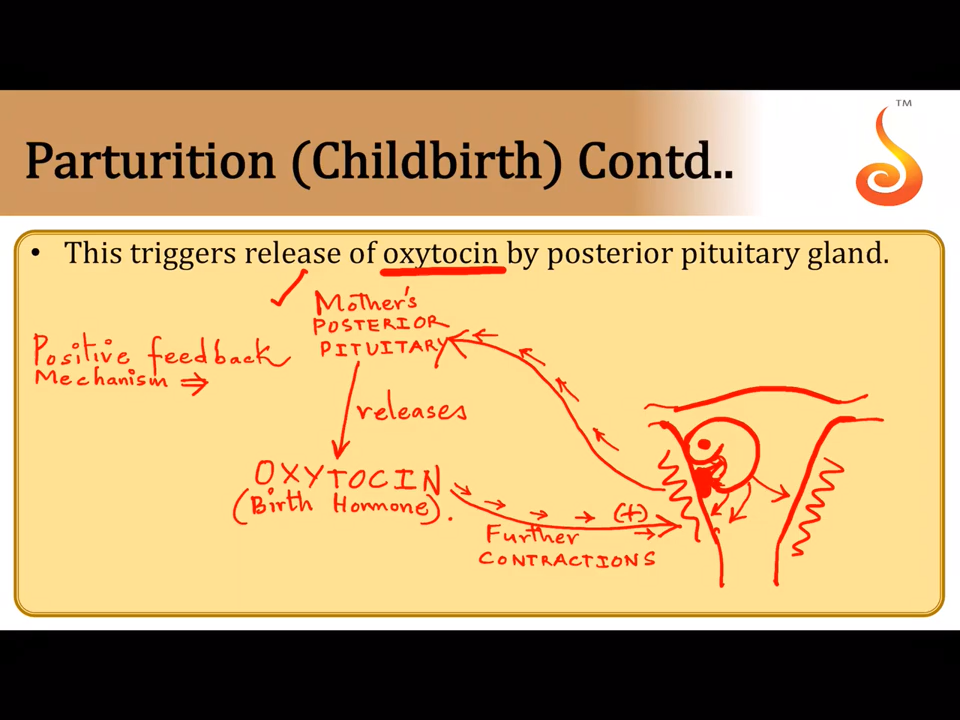 TM
Parturition (Childbirth) Contd..
• This triggers release of oxytocin by posterior pituitary gland.
Mother's
POSTERIOR
PITUITARY
Positive feedback
Mechanism ⇒
releases
OXYTOCIN
(Birth Hormone).
(+)
Further
CONTRACTIONS